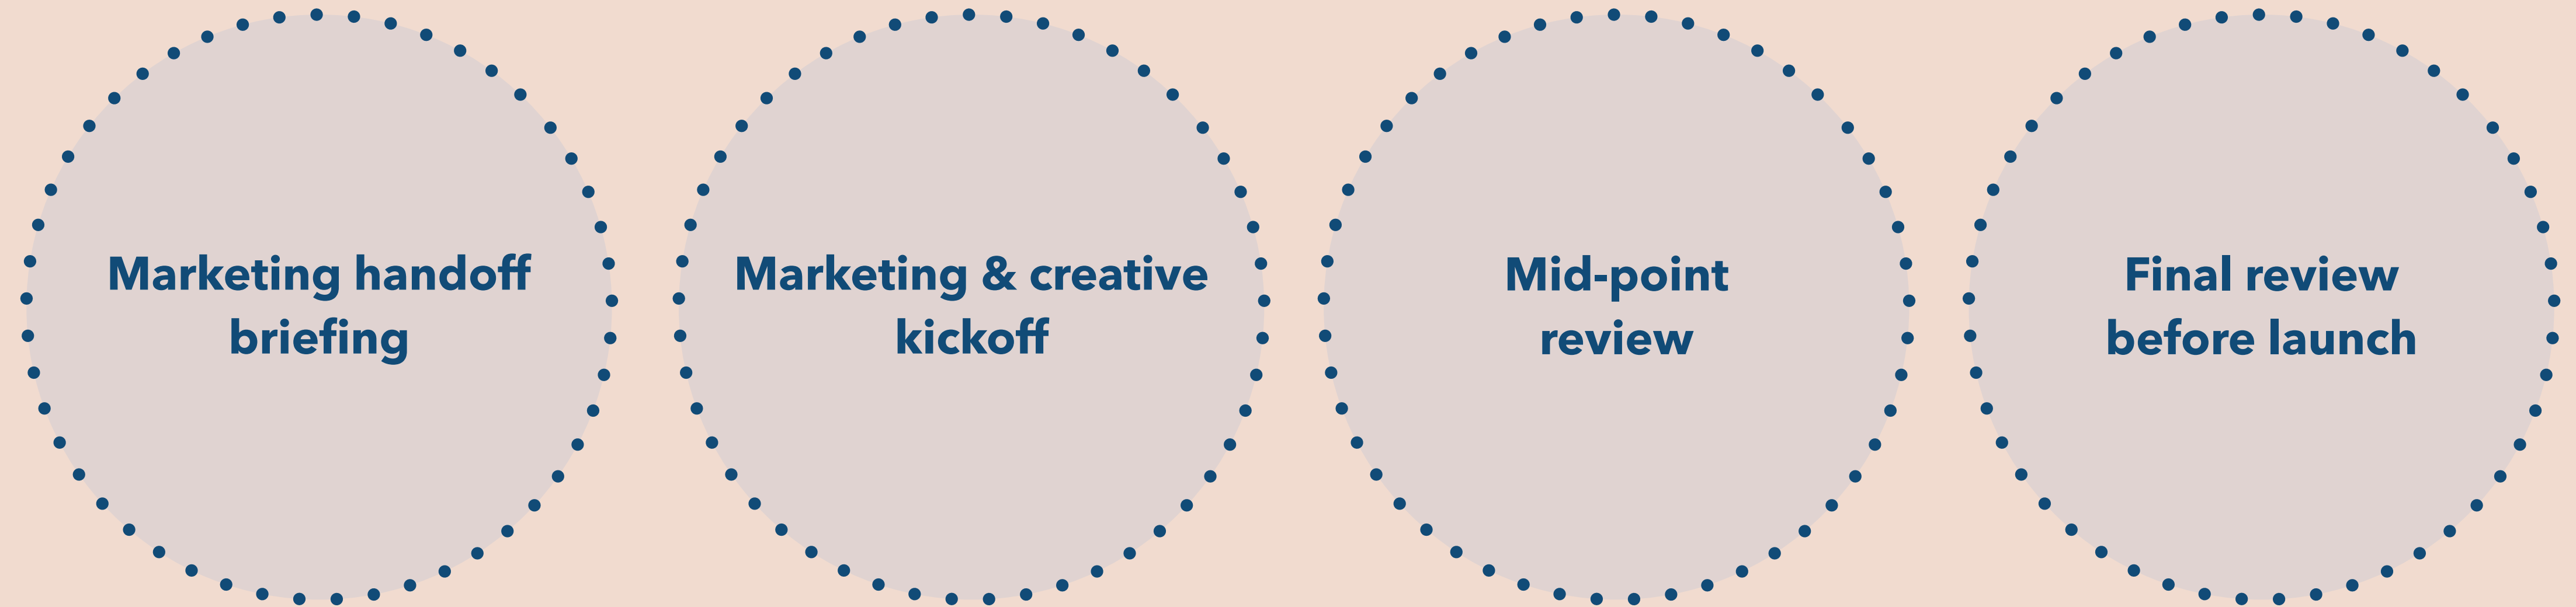 Marketing handoff
briefing
Marketing & creative
kickoff
Mid-point
review
Final review
before launch